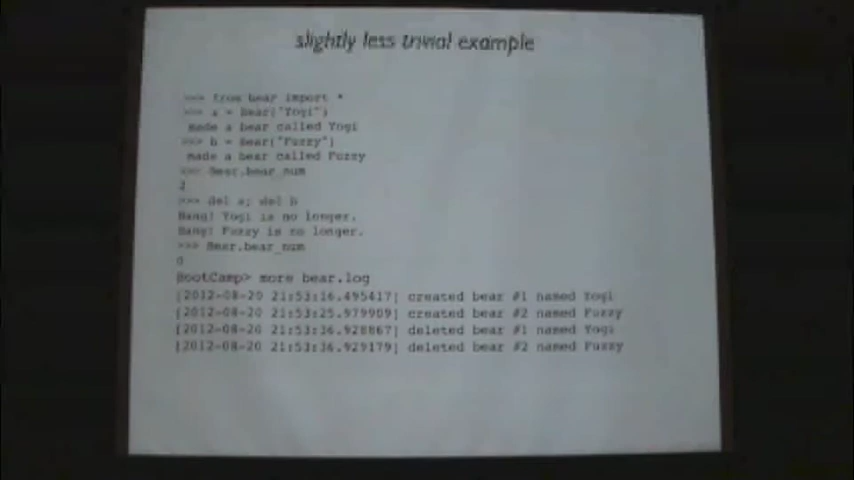 slightly less trivial example
>>> from bear import *
>>> a = Bear("Yogi")
made a bear called Yogi
>>> b = Bear("Fuzzy")
made a bear called Fuzzy
>>> Bear.bear_num
2
>>> del a; del b
Bang! Yogi is no longer.
Bang! Fuzzy is no longer.
>>> Bear.bear_num
0
BootCamp> more bear.log
[2012-08-20 21:53:16.495417] created bear #1 named Yogi
[2012-08-20 21:53:25.979909] created bear #2 named Fuzzy
[2012-08-20 21:53:36.928867] deleted bear #1 named Yogi
[2012-08-20 21:53:36.929179] deleted bear #2 named Fuzzy